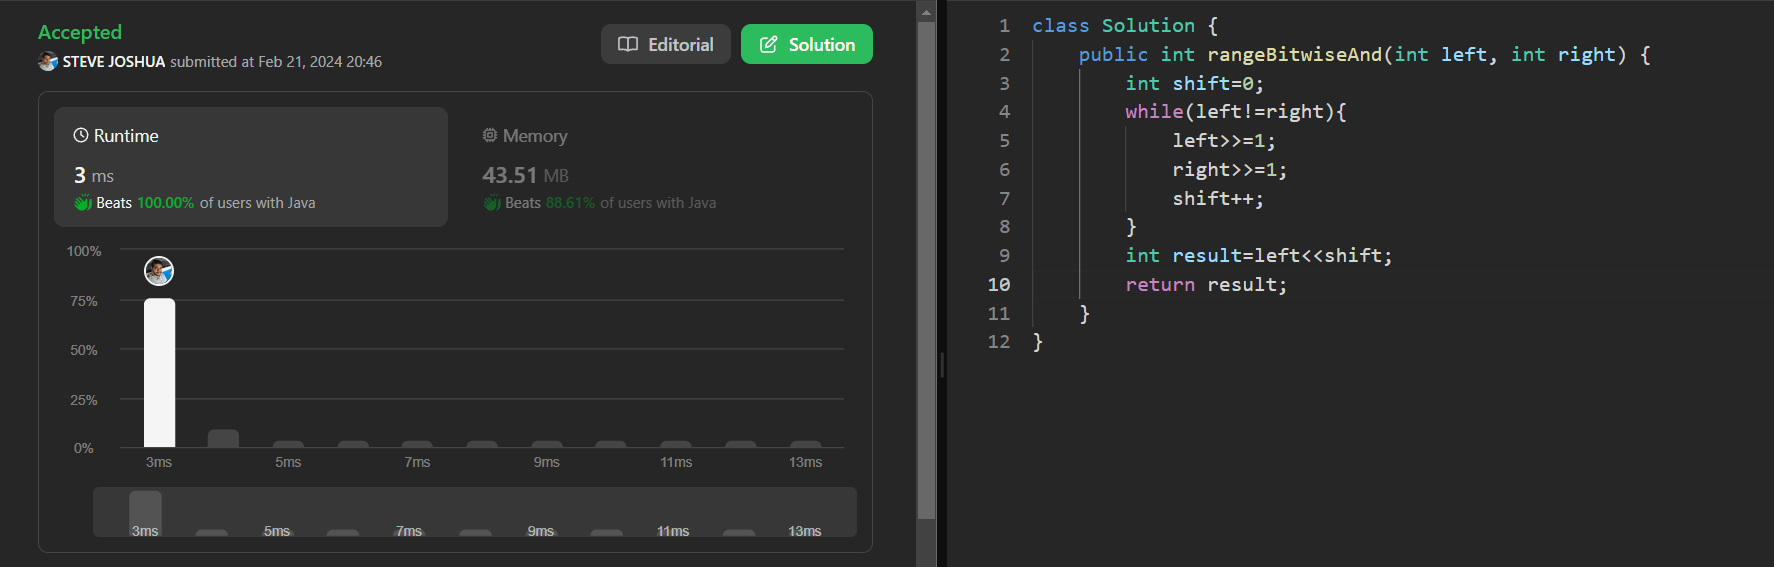 Accepted
STEVE JOSHUA submitted at Feb 21, 2024 20:46
Editorial
Solution
Runtime
3 ms
Beats 100.00% of users with Java
Memory
43.51 MB
Beats 88.61% of users with Java
100%
75%
50%
25%
0%
3ms 5ms 7ms 9ms 11ms 13ms
3ms 5ms 7ms 9ms 11ms 13ms
1 class Solution {
2     public int rangeBitwiseAnd(int left, int right) {
3         int shift=0;
4         while(left!=right){
5             left>>=1;
6             right>>=1;
7             shift++;
8         }
9         int result=left<<shift;
10         return result;
11     }
12 }